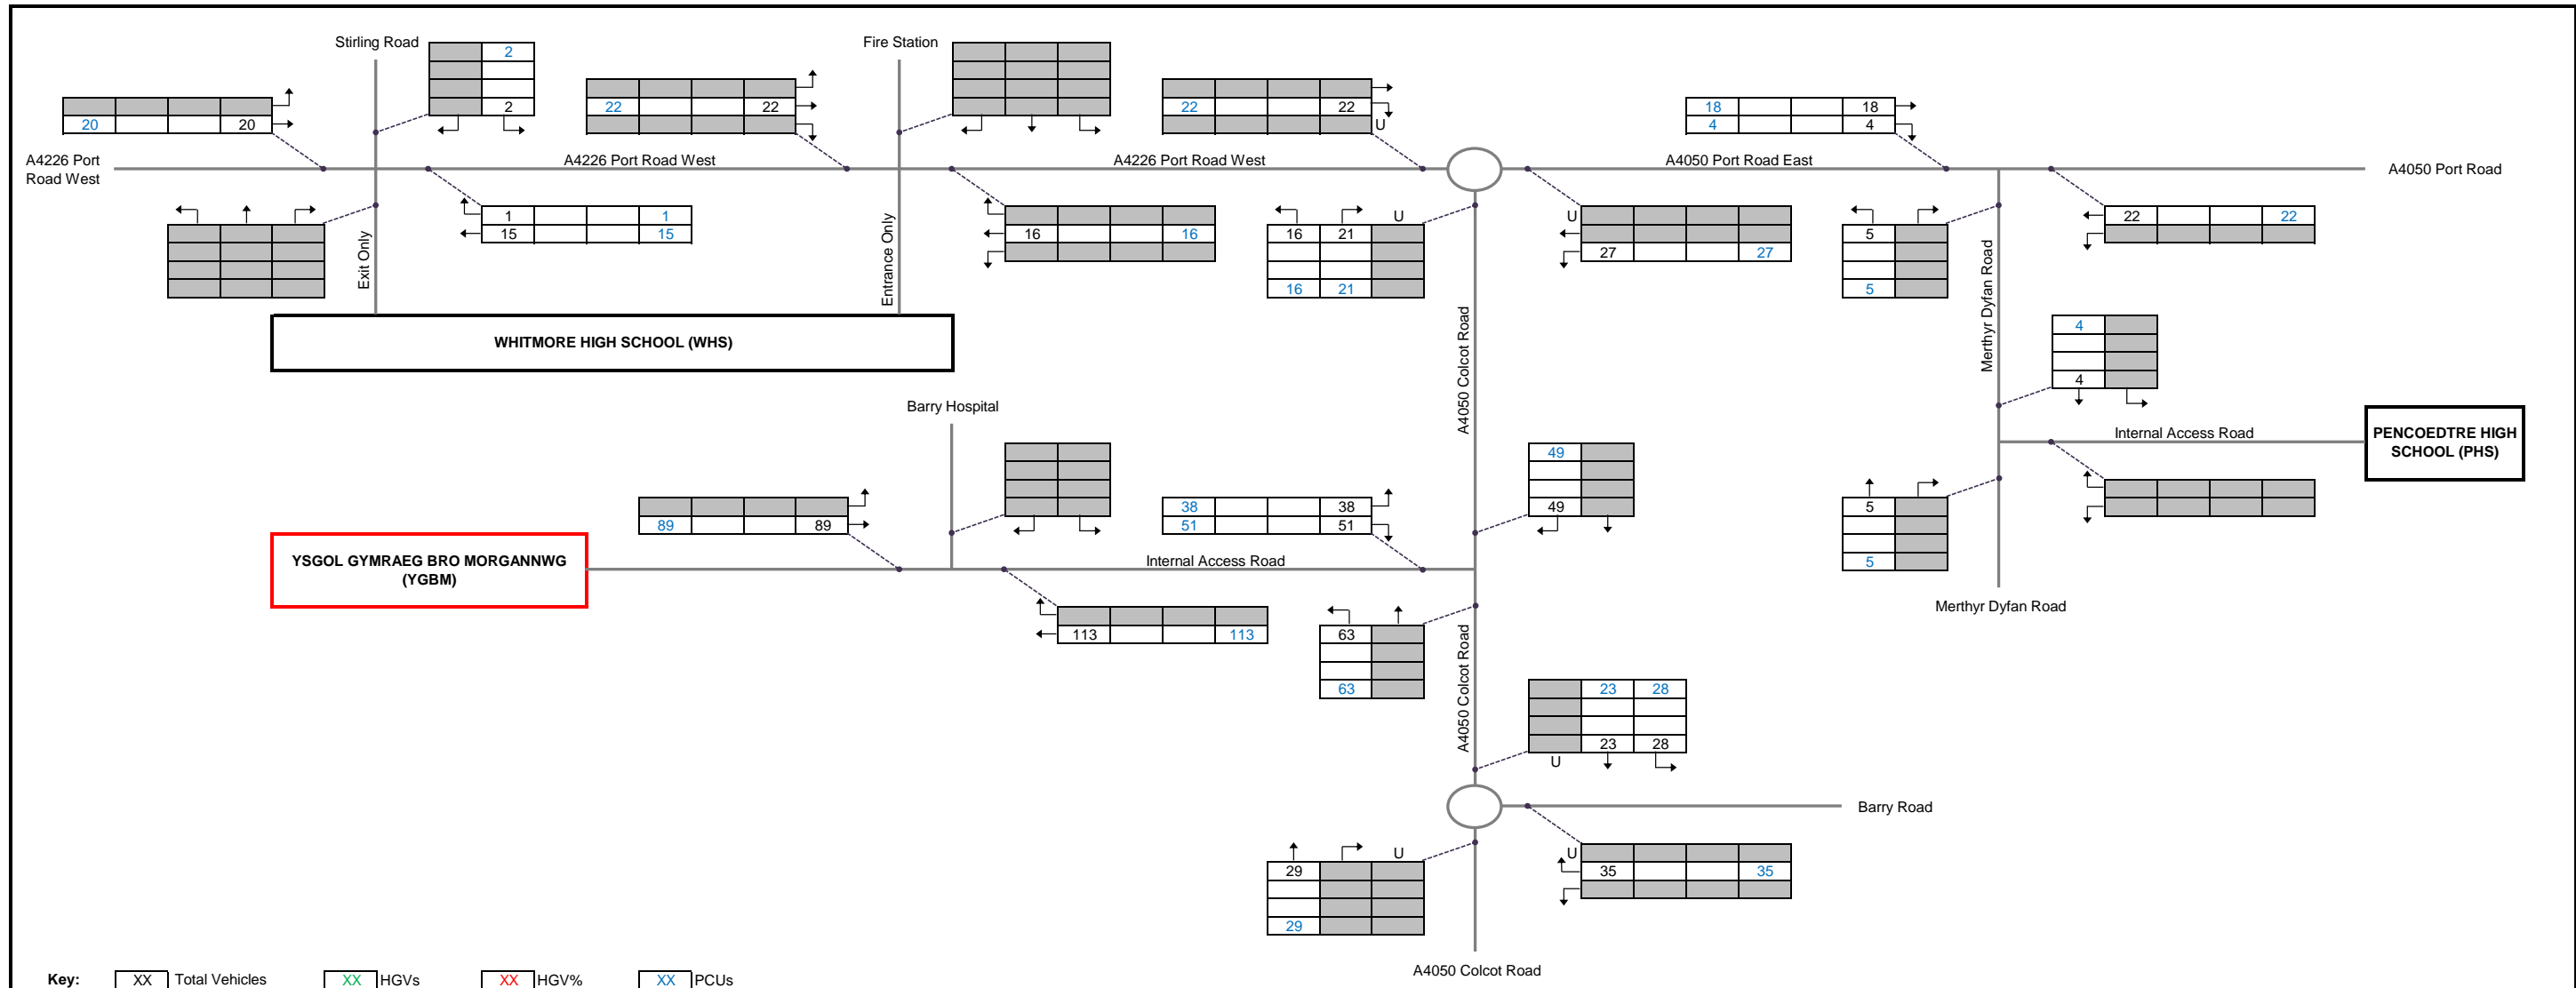 Stirling Road
Fire Station
2
2
20 20
22 22
22 22
U
18 18
4 4
A4226 Port
Road West
A4226 Port Road West
A4226 Port Road West
A4050 Port Road East
A4050 Port Road
1 1
15 15
16 16
U
16 21
16 21
U
27 27
5
5
22 22
Exit Only
Entrance Only
A4050 Colcot Road
Merthyr Dyfan Road
WHITMORE HIGH SCHOOL (WHS)
4
4
Barry Hospital
Internal Access Road
PENCOEDTRE HIGH
SCHOOL (PHS)
49
49
89 89
38 38
51 51
5
5
YSGOL GYMRAEG BRO MORGANNWG
(YGBM)
Internal Access Road
Merthyr Dyfan Road
113 113
63
63
A4050 Colcot Road
23 28
23 28
U
Barry Road
U
29
29
U
35 35
A4050 Colcot Road
Key: XX Total Vehicles XX HGVs XX HGV% XX PCUs